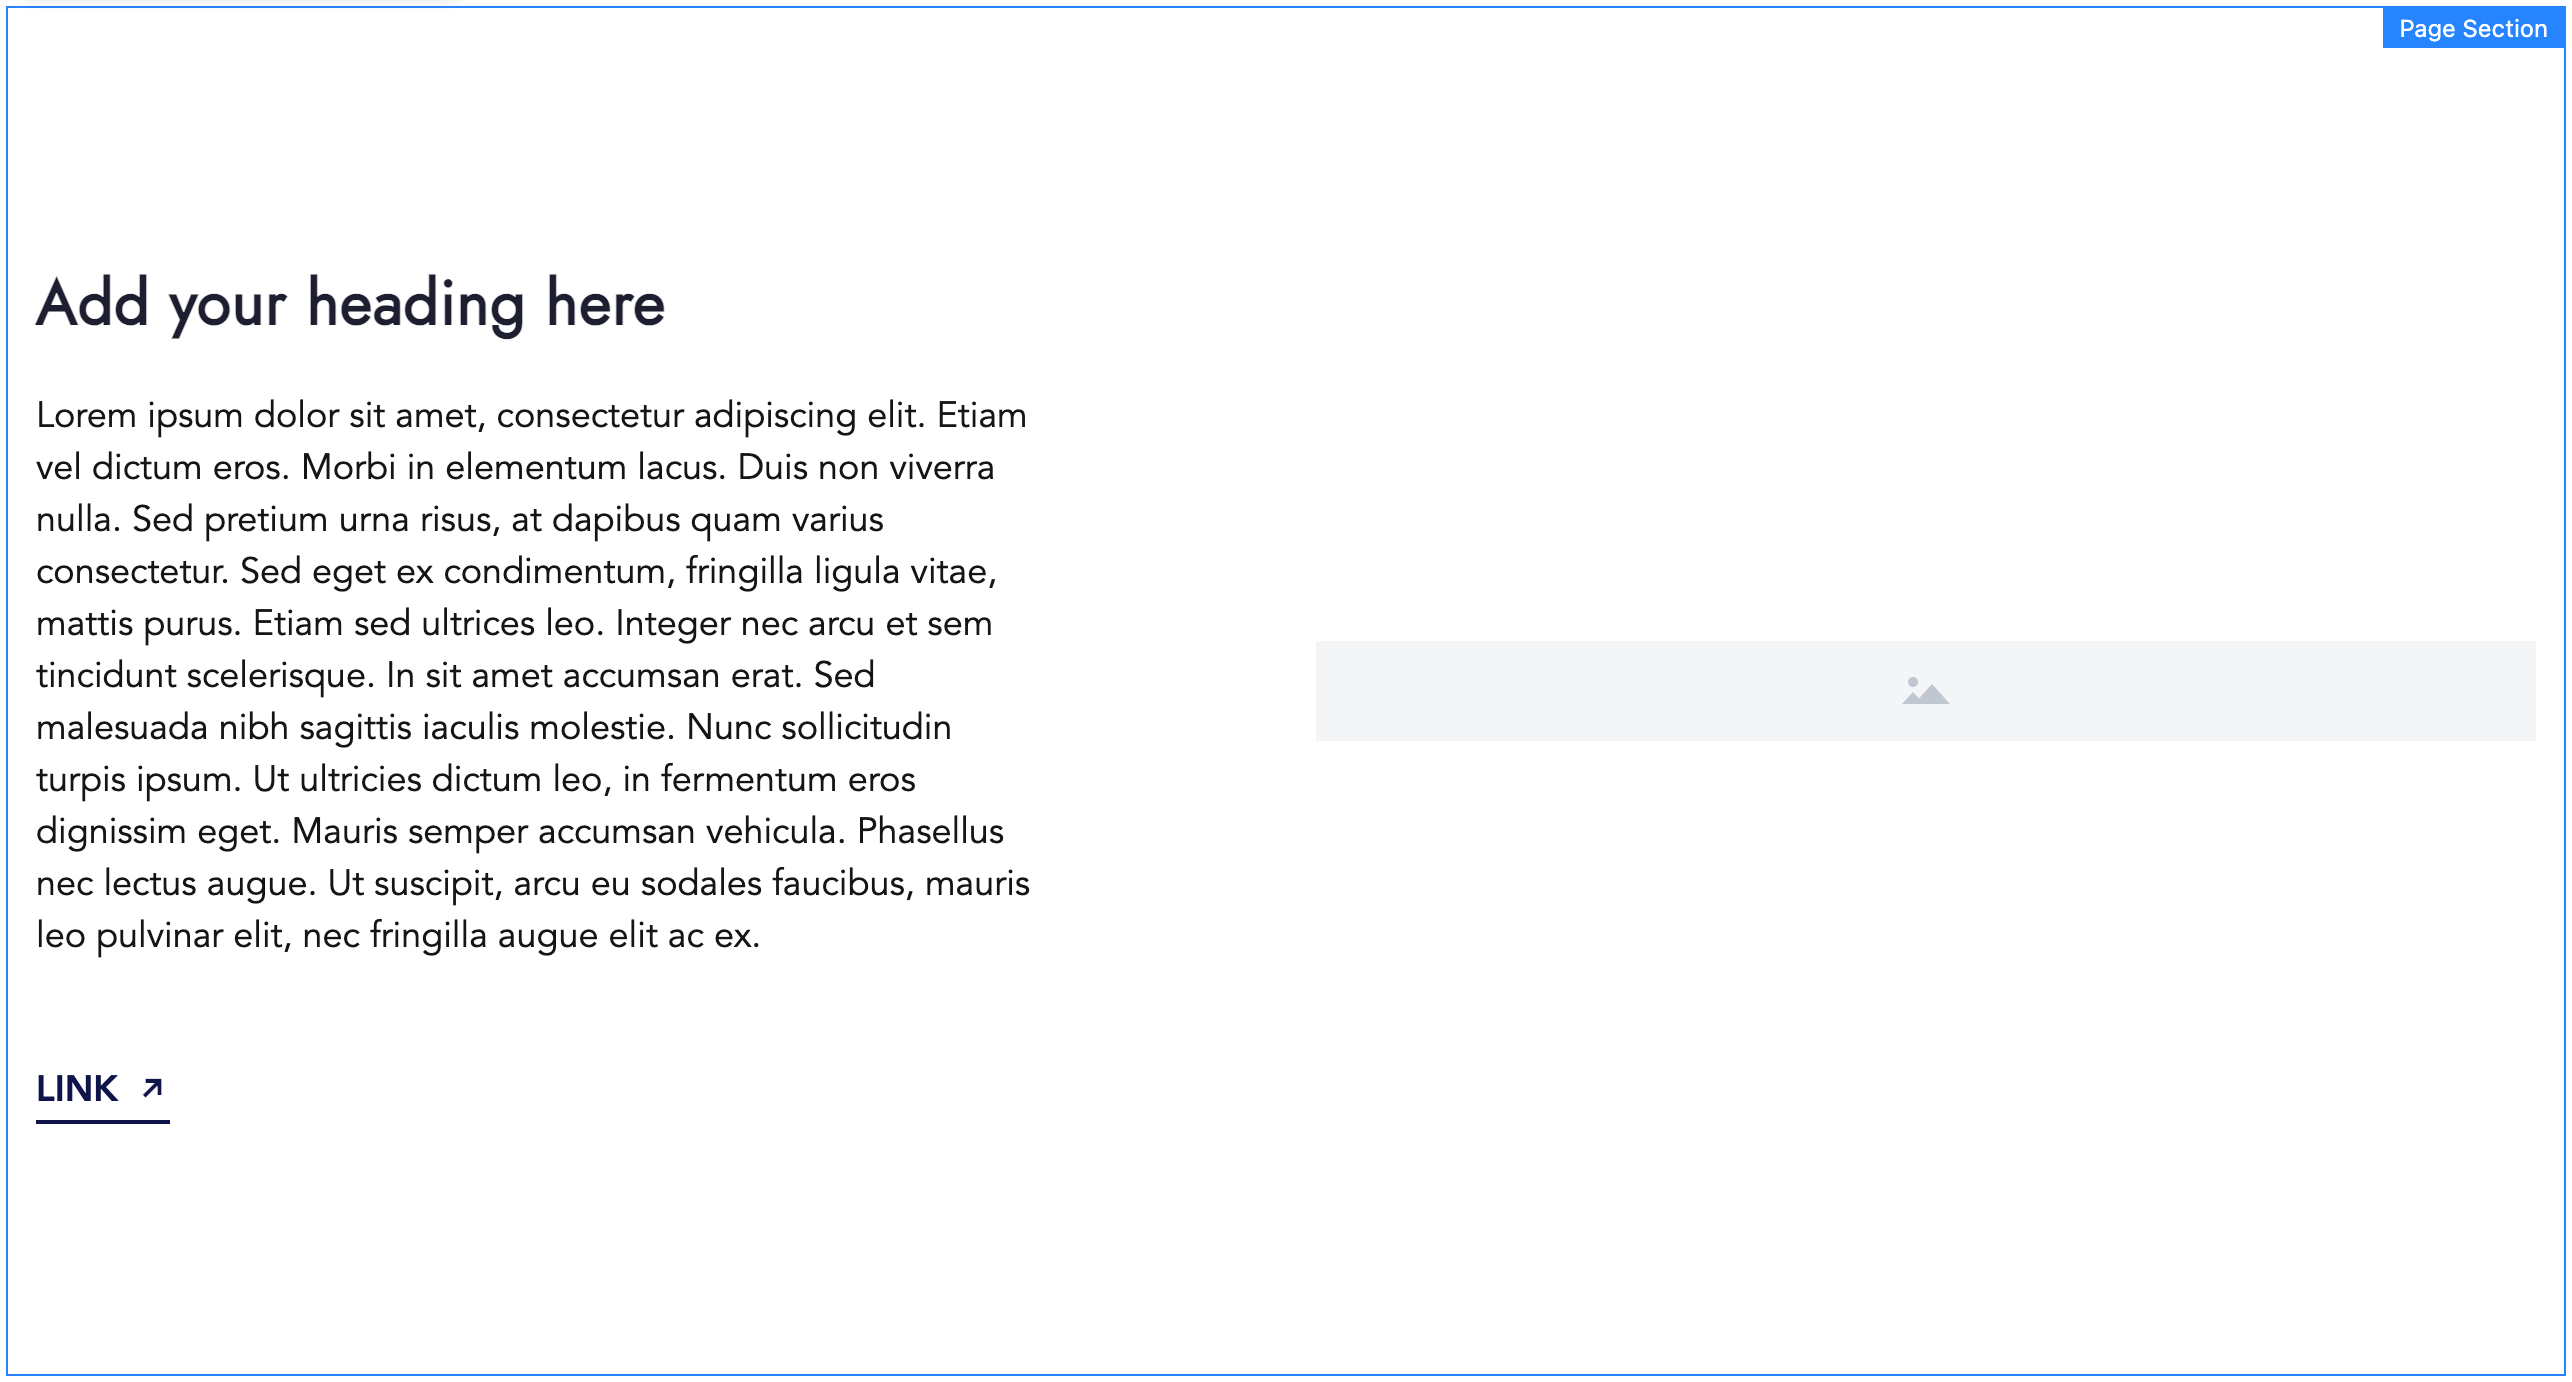 Page Section
Add your heading here
Lorem ipsum dolor sit amet, consectetur adipiscing elit. Etiam
vel dictum eros. Morbi in elementum lacus. Duis non viverra
nulla. Sed pretium urna risus, at dapibus quam varius
consectetur. Sed eget ex condimentum, fringilla ligula vitae,
mattis purus. Etiam sed ultrices leo. Integer nec arcu et sem
tincidunt scelerisque. In sit amet accumsan erat. Sed
malesuada nibh sagittis iaculis molestie. Nunc sollicitudin
turpis ipsum. Ut ultricies dictum leo, in fermentum eros
dignissim eget. Mauris semper accumsan vehicula. Phasellus
nec lectus augue. Ut suscipit, arcu eu sodales faucibus, mauris
leo pulvinar elit, nec fringilla augue elit ac ex.
LINK